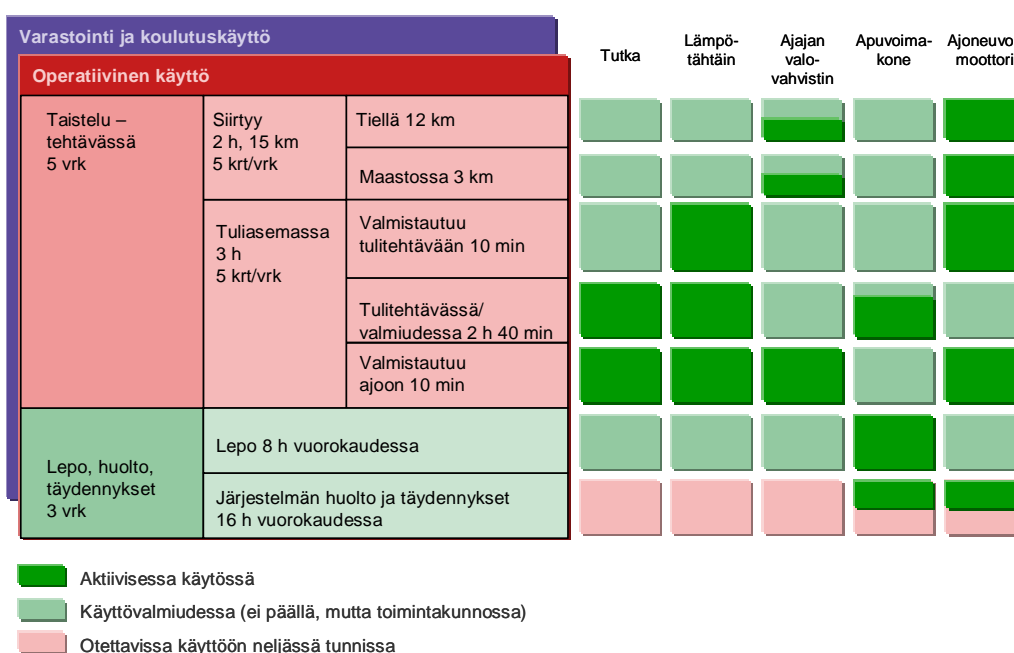 Varastointi ja koulutuskäyttö
Operatiivinen käyttö
Tutka
Lämpö-
tähtäin
Ajajan
valo-
vahvistin
Apuvoima-
kone
Ajoneuvo
moottori
Taistelu –
tehtävässä
5 vrk
Siirtyy
2 h, 15 km
5 krt/vrk
Tiellä 12 km
Maastossa 3 km
Tuliasemassa
3 h
5 krt/vrk
Valmistautuu
tulitehtävään 10 min
Tulitehtävässä/
valmiudessa 2 h 40 min
Valmistautuu
ajoon 10 min
Lepo, huolto,
täydennykset
3 vrk
Lepo 8 h vuorokaudessa
Järjestelmän huolto ja täydennykset
16 h vuorokaudessa
Aktiivisessa käytössä
Käyttövalmiudessa (ei päällä, mutta toimintakunnossa)
Otettavissa käyttöön neljässä tunnissa